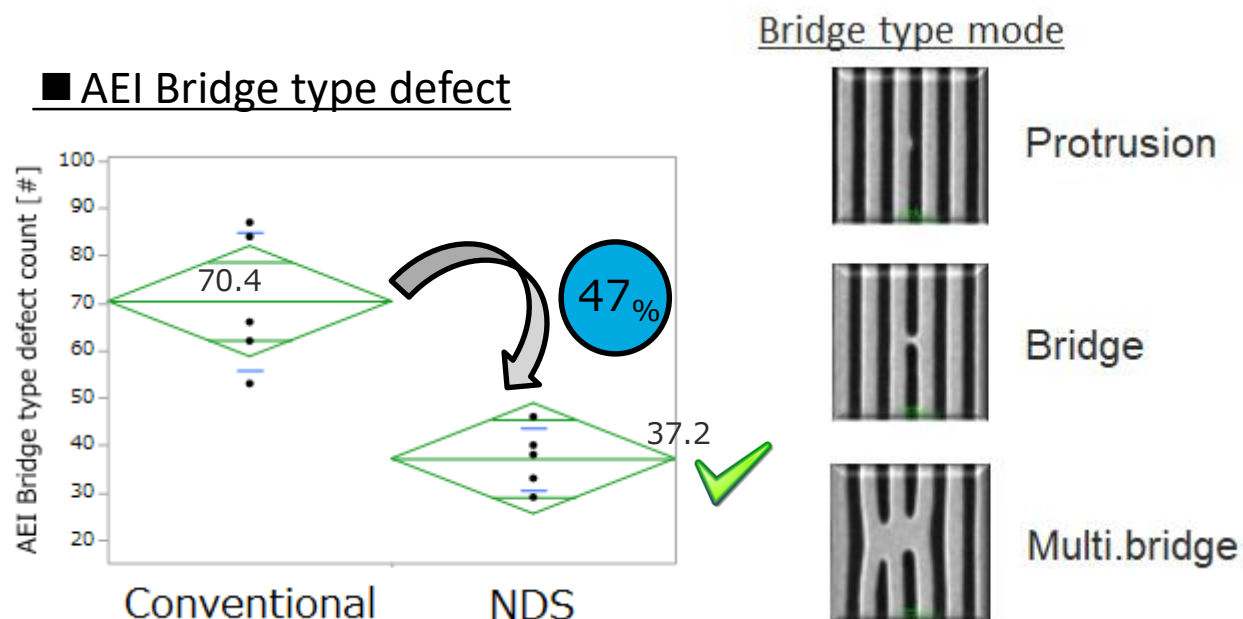 Bridge type mode
■ AEI Bridge type defect
Protrusion
Bridge
Multi.bridge
AEI Bridge type defect count [#]
100
90
80
70
60
50
40
30
20
70.4
47%
37.2
Conventional
NDS